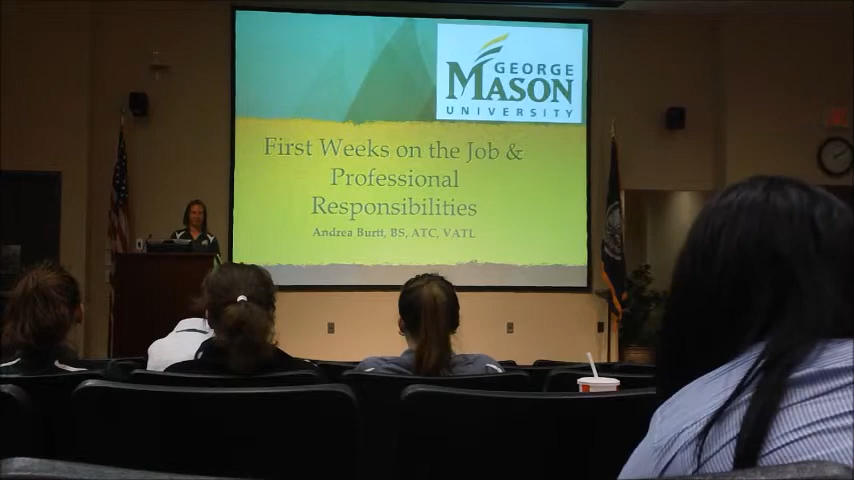 GEORGE
MASON
UNIVERSITY
First Weeks on the Job &
Professional
Responsibilities
Andrea Burtt, BS, ATC, VATL